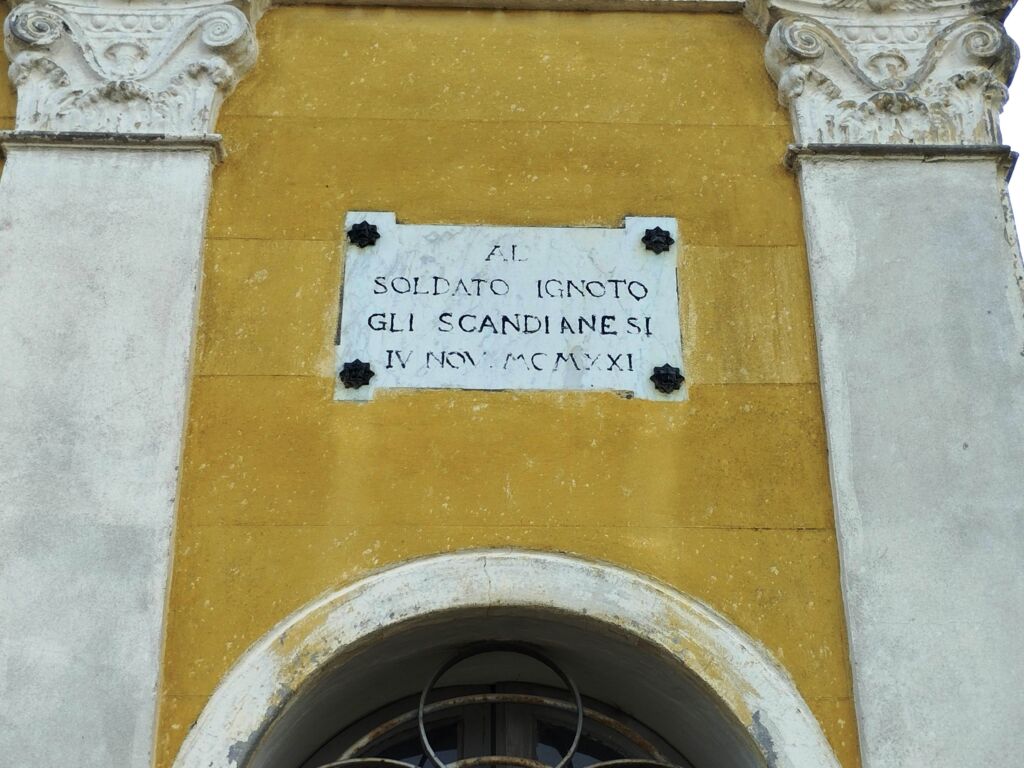 AL
SOLDATO IGNOTO
GLI SCANDIANESI
IV NOV. MCMXXI